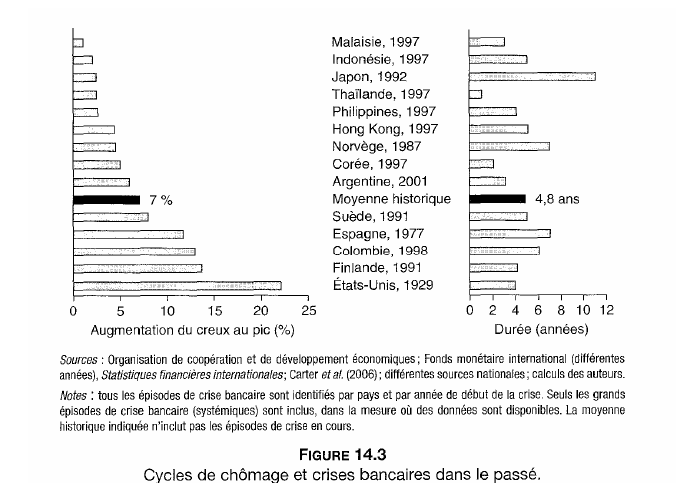 Malaisie, 1997
Indonésie, 1997
Japon, 1992
Thaïlande, 1997
Philippines, 1997
Hong Kong, 1997
Norvège, 1987
Corée, 1997
Argentine, 2001
7 % Moyenne historique 4,8 ans
Suède, 1991
Espagne, 1977
Colombie, 1998
Finlande, 1991
États-Unis, 1929
0 5 10 15 20 25 0 2 4 6 8 10 11 12
Augmentation du creux au pic (%) Durée (années)
Sources : Organisation de coopération et de développement économiques ; Fonds monétaire international (différentes
années), Statistiques financières internationales ; Carter et al. (2006) ; différentes sources nationales ; calculs des auteurs.
Notes : tous les épisodes de crise bancaire sont identifiés par pays et par année de début de la crise. Seuls les grands
épisodes de crise bancaire (systémiques) sont inclus, dans la mesure où des données sont disponibles. La moyenne
historique indiquée n'inclut pas les épisodes de crise en cours.
FIGURE 14.3
Cycles de chômage et crises bancaires dans le passé.